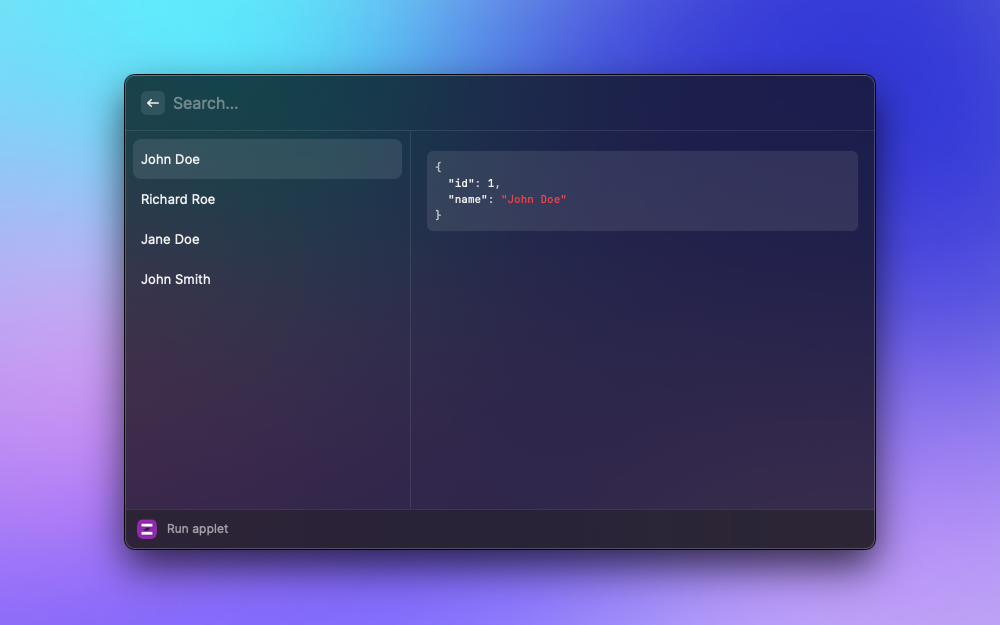 Search...
John Doe
Richard Roe
Jane Doe
John Smith
{
  "id": 1,
  "name": "John Doe"
}
Run applet